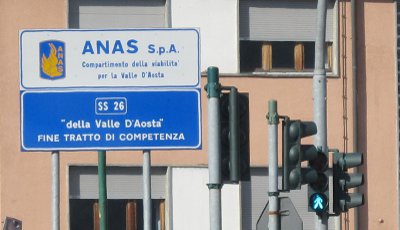 ANAS
ANAS S.p.A.
Compartimento della viabilità
per la Valle D'Aosta
SS 26
"della Valle D'Aosta"
FINE TRATTO DI COMPETENZA